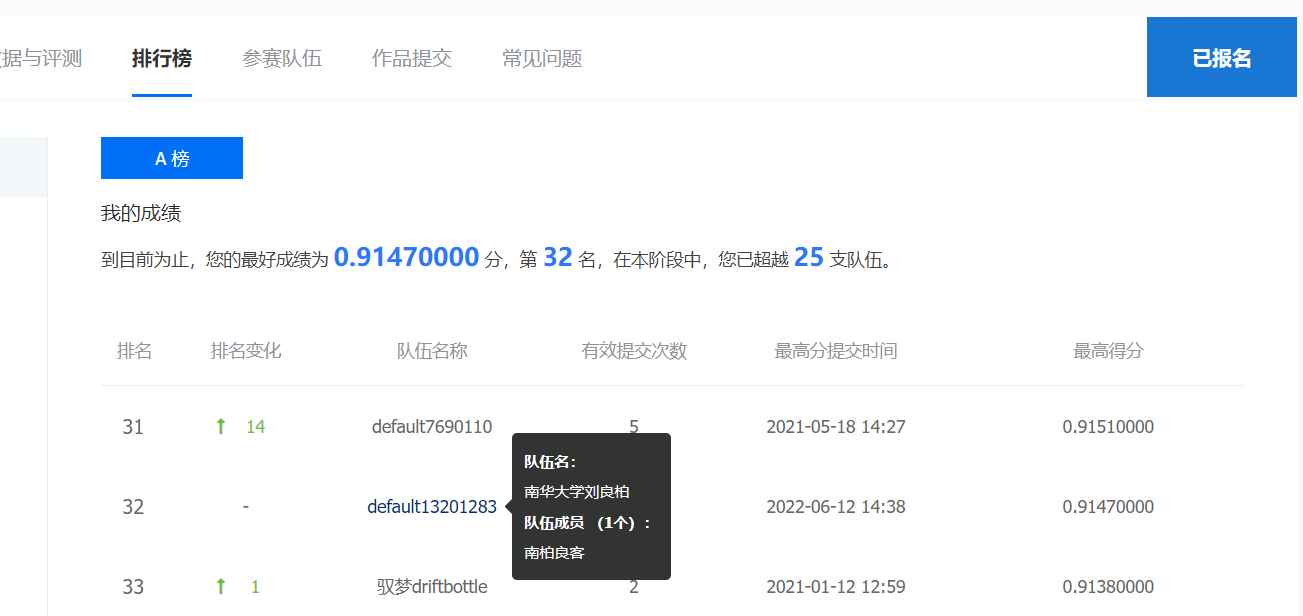 据与评测 排行榜 参赛队伍 作品提交 常见问题 已报名
A 榜
我的成绩
到目前为止，您的最好成绩为 0.91470000 分，第 32 名，在本阶段中，您已超越 25 支队伍。
排名 排名变化 队伍名称 有效提交次数 最高分提交时间 最高得分
31 ↑ 14 default7690110 5 2021-05-18 14:27 0.91510000
32 - default13201283 2022-06-12 14:38 0.91470000
队伍名：
南华大学刘良柏
队伍成员 （1个）：
南柏良客
33 ↑ 1 驭梦driftbottle 2 2021-01-12 12:59 0.91380000